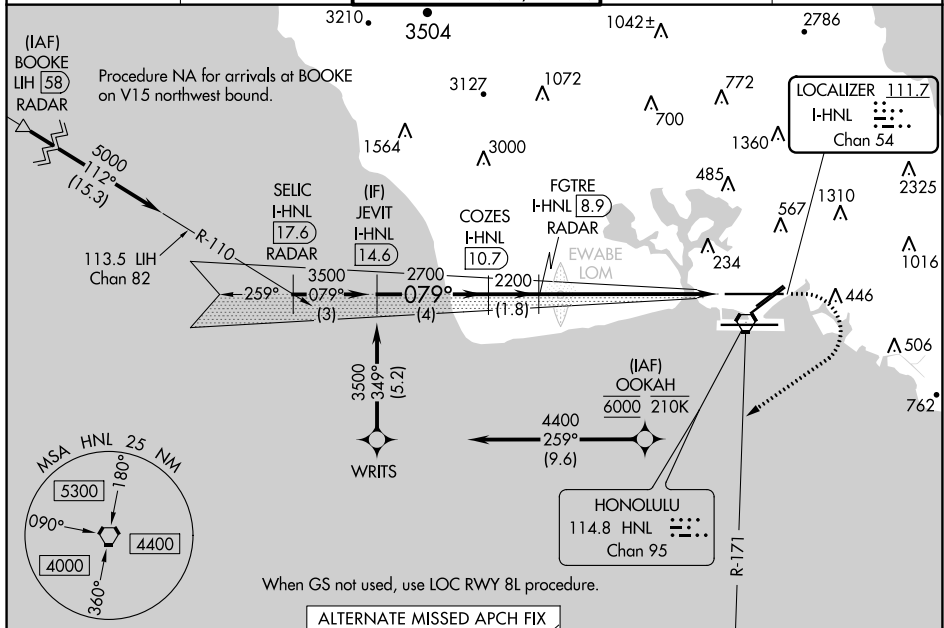 3210
3504
1042±
2786
(IAF)
BOOKE
LIH 58
RADAR
Procedure NA for arrivals at BOOKE
on V15 northwest bound.
3127
1072
772
700
1564
3000
1360
LOCALIZER 111.7
I-HNL
Chan 54
5000
112°
(15.3)
R-110
113.5 LIH
Chan 82
SELIC
I-HNL
17.6
RADAR
(IF)
JEVIT
I-HNL
14.6
COZES
I-HNL
10.7
FGTRE
I-HNL 8.9
RADAR
EWABE
LOM
485
567
1310
2325
234
1016
3500
2700
2200
259°
079°
079°
(3)
(4)
(1.8)
446
506
762
3500
349°
(5.2)
WRITS
(IAF)
OOKAH
6000 210K
4400
259°
(9.6)
HONOLULU
114.8 HNL
Chan 95
R-171
MSA HNL 25 NM
180°
5300
090°
4400
4000
360°
When GS not used, use LOC RWY 8L procedure.
ALTERNATE MISSED APCH FIX